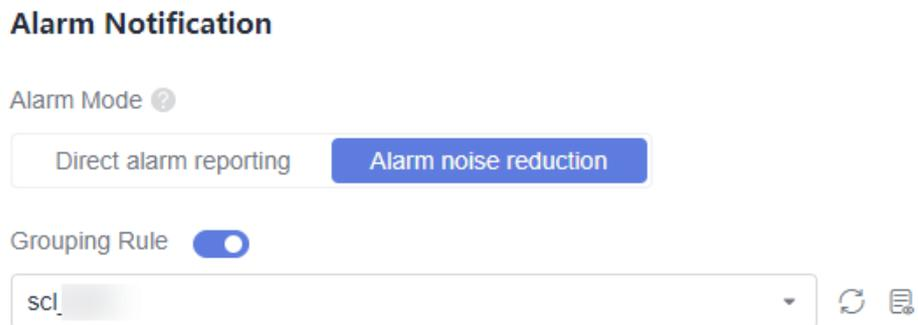 Alarm Notification
Alarm Mode ?
Direct alarm reporting Alarm noise reduction
Grouping Rule
scl_